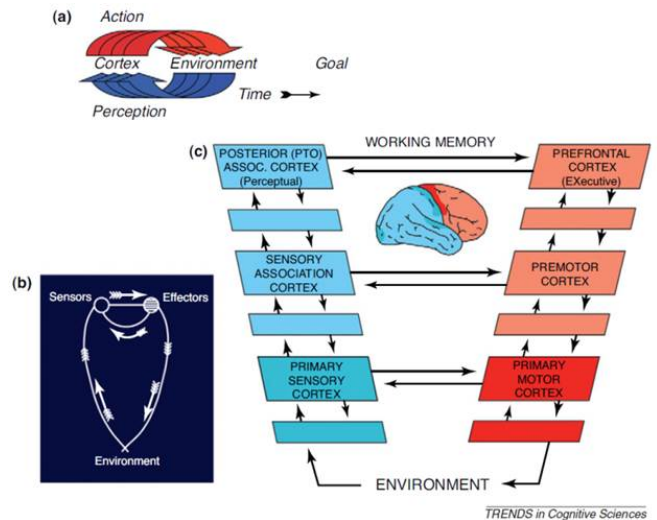 (a)
Action
Cortex Environment
Goal
Time
Perception
(b)
Sensors
Effectors
Environment
(c)
WORKING MEMORY
POSTERIOR (PTO)
ASSOC. CORTEX
(Perceptual)
PREFRONTAL
CORTEX
(EXecutive)
SENSORY
ASSOCIATION
CORTEX
PREMOTOR
CORTEX
PRIMARY
SENSORY
CORTEX
PRIMARY
MOTOR
CORTEX
ENVIRONMENT
TRENDS in Cognitive Sciences